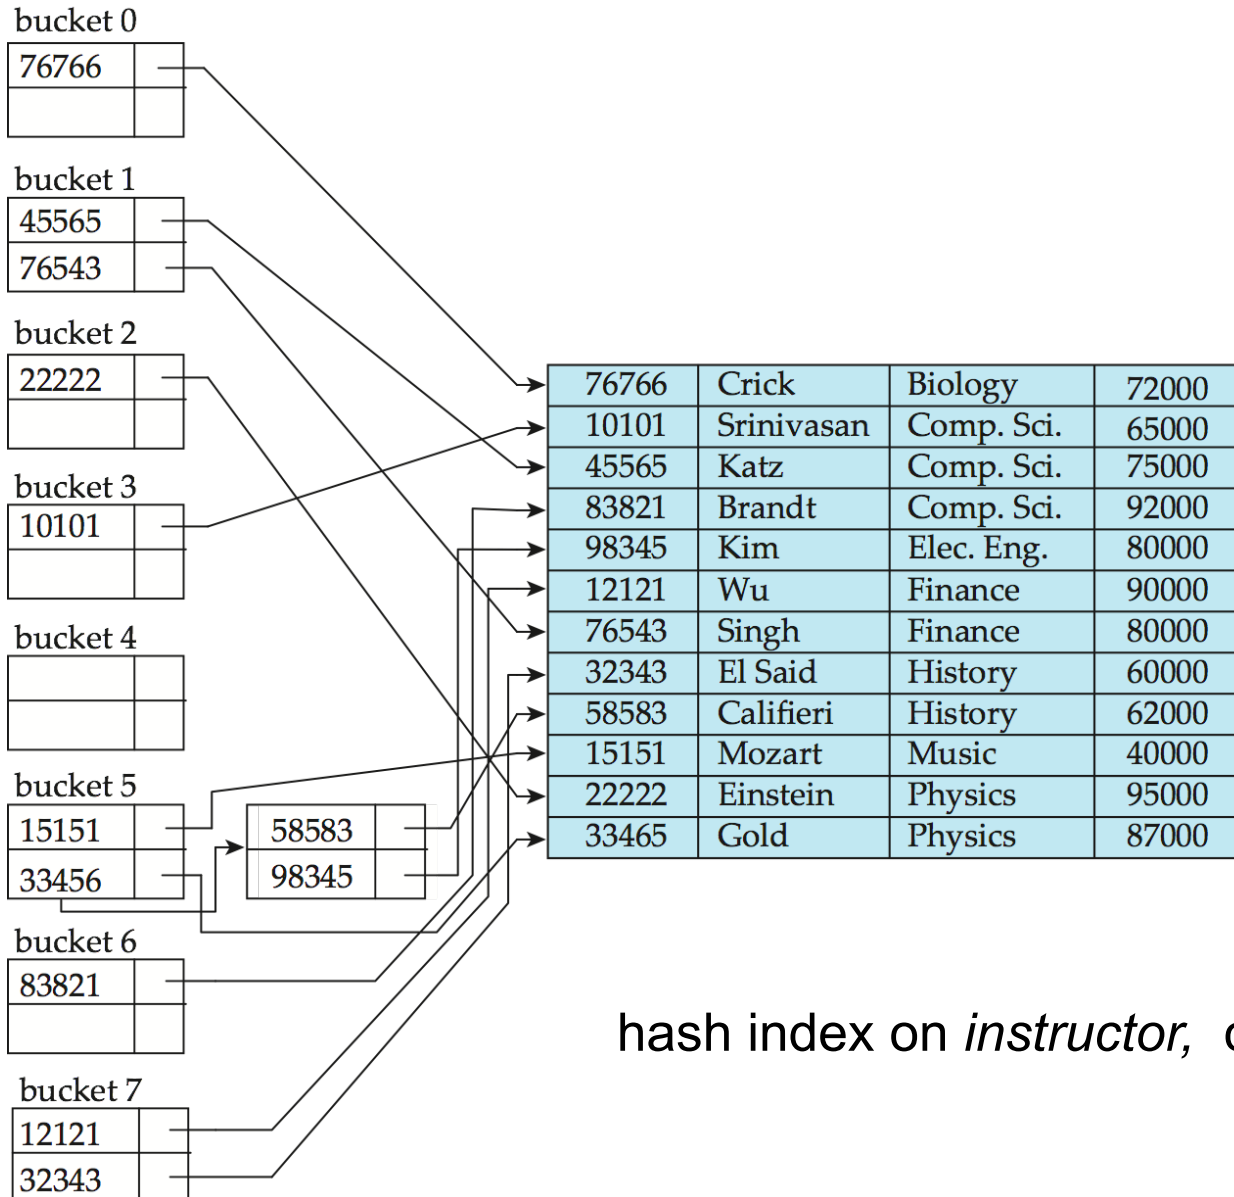 bucket 0
76766
bucket 1
45565
76543
bucket 2
22222
bucket 3
10101
bucket 4
bucket 5
15151
33456
58583
98345
bucket 6
83821
bucket 7
12121
32343
76766 Crick Biology 72000
10101 Srinivasan Comp. Sci. 65000
45565 Katz Comp. Sci. 75000
83821 Brandt Comp. Sci. 92000
98345 Kim Elec. Eng. 80000
12121 Wu Finance 90000
76543 Singh Finance 80000
32343 El Said History 60000
58583 Califieri History 62000
15151 Mozart Music 40000
22222 Einstein Physics 95000
33465 Gold Physics 87000
hash index on instructor,